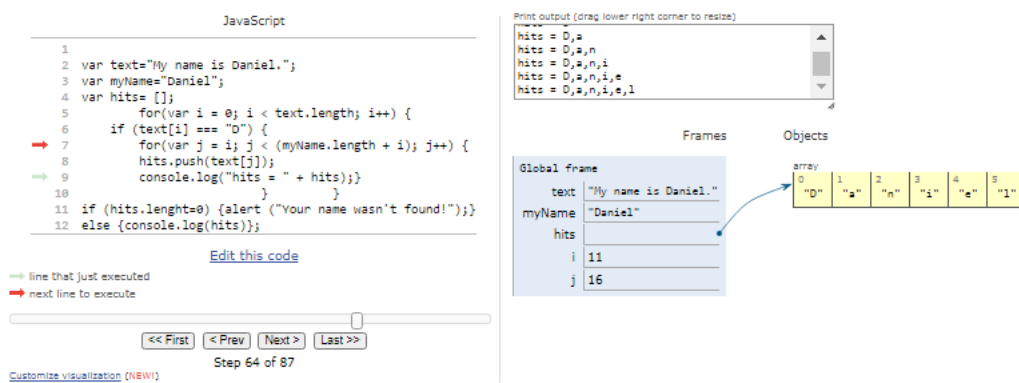 JavaScript
1
2 var text="My name is Daniel.";
3 var myName="Daniel";
4 var hits= [];
5 for(var i = 0; i < text.length; i++) {
6 if (text[i] === "D") {
7 for(var j = i; j < (myName.length + i); j++) {
8 hits.push(text[j]);
9 console.log("hits = " + hits);}
10 } }
11 if (hits.lenght=0) {alert ("Your name wasn't found!");}
12 else {console.log(hits)};
Edit this code
line that just executed
next line to execute
<< First < Prev Next > Last >>
Step 64 of 87
Customize visualization (NEW!)
Print output (drag lower right corner to resize)
hits = D,a
hits = D,a,n
hits = D,a,n,i
hits = D,a,n,i,e
hits = D,a,n,i,e,l
Frames Objects
Global frame
text "My name is Daniel."
myName "Daniel"
hits
i 11
j 16
array
0 1 2 3 4 5
"D" "a" "n" "i" "e" "l"